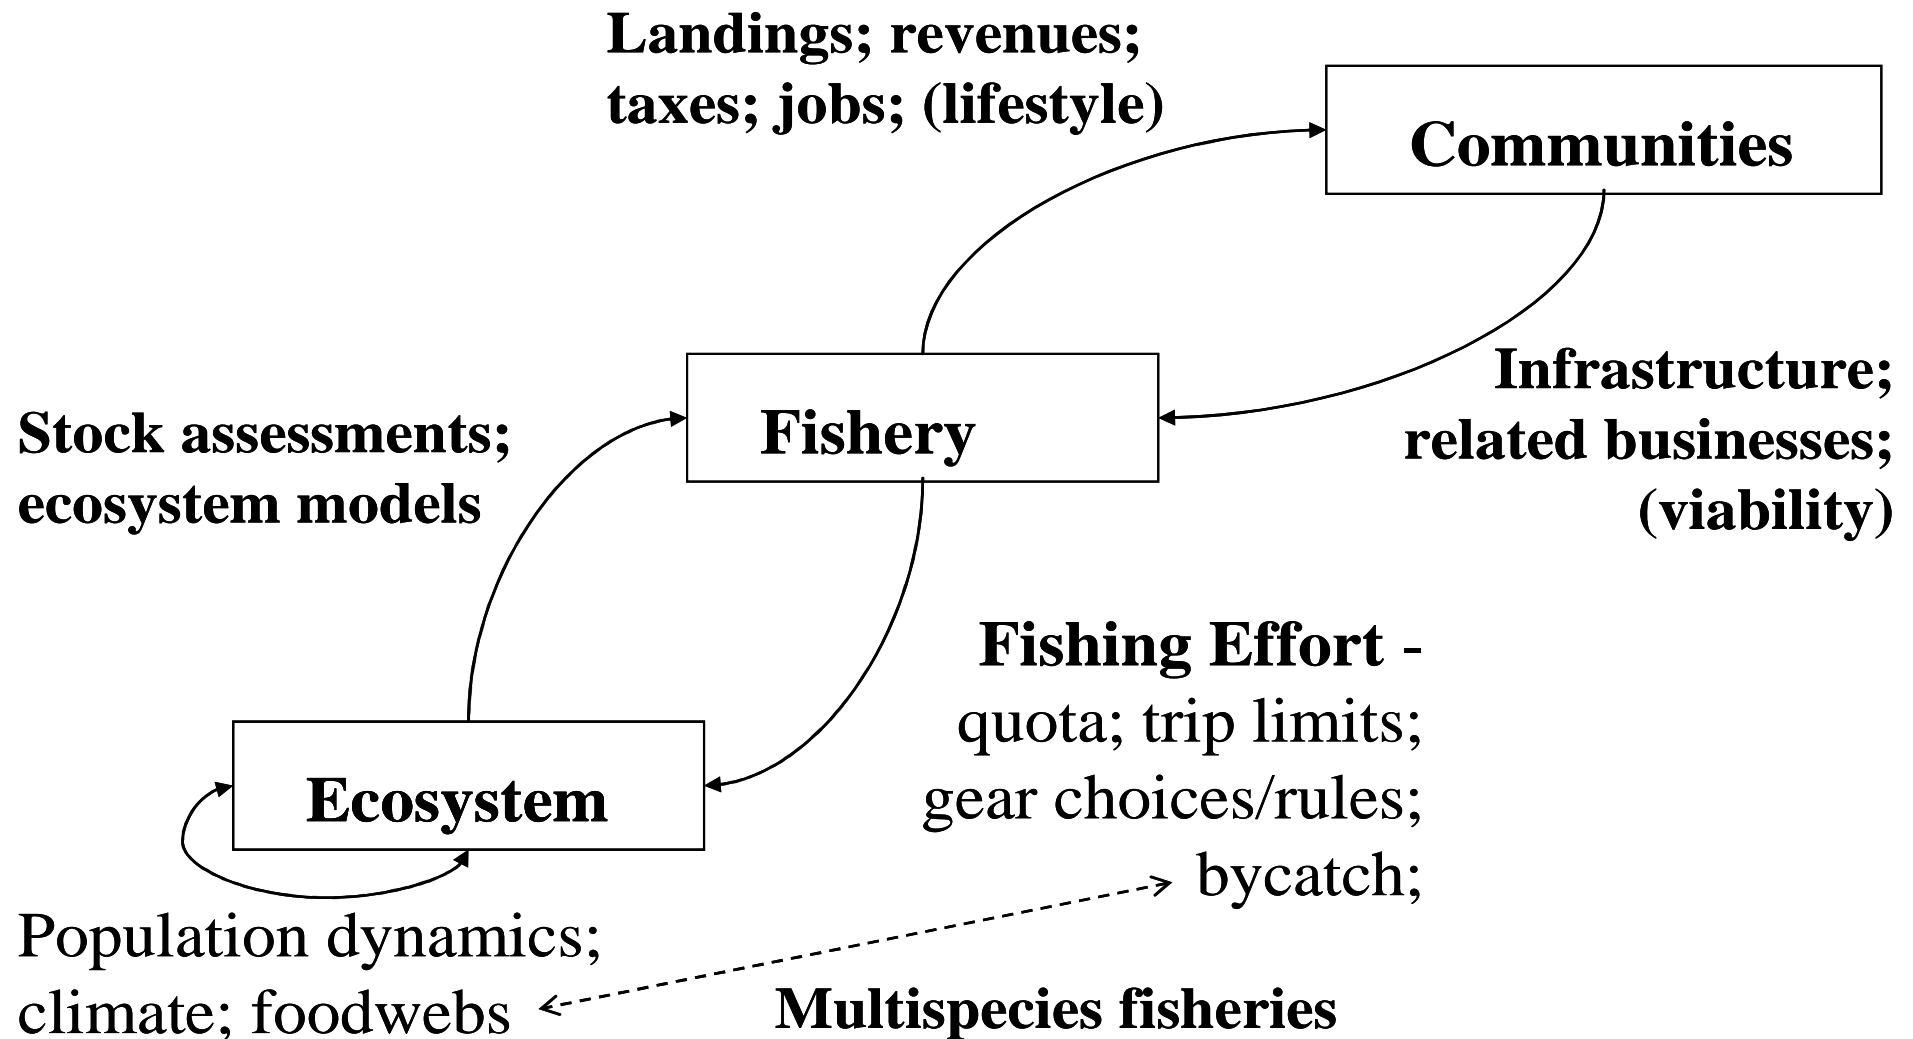 Landings; revenues;
taxes; jobs; (lifestyle)
Communities
Infrastructure;
related businesses;
(viability)
Fishery
Stock assessments;
ecosystem models
Fishing Effort -
quota; trip limits;
gear choices/rules;
bycatch;
Ecosystem
Population dynamics;
climate; foodwebs
Multispecies fisheries